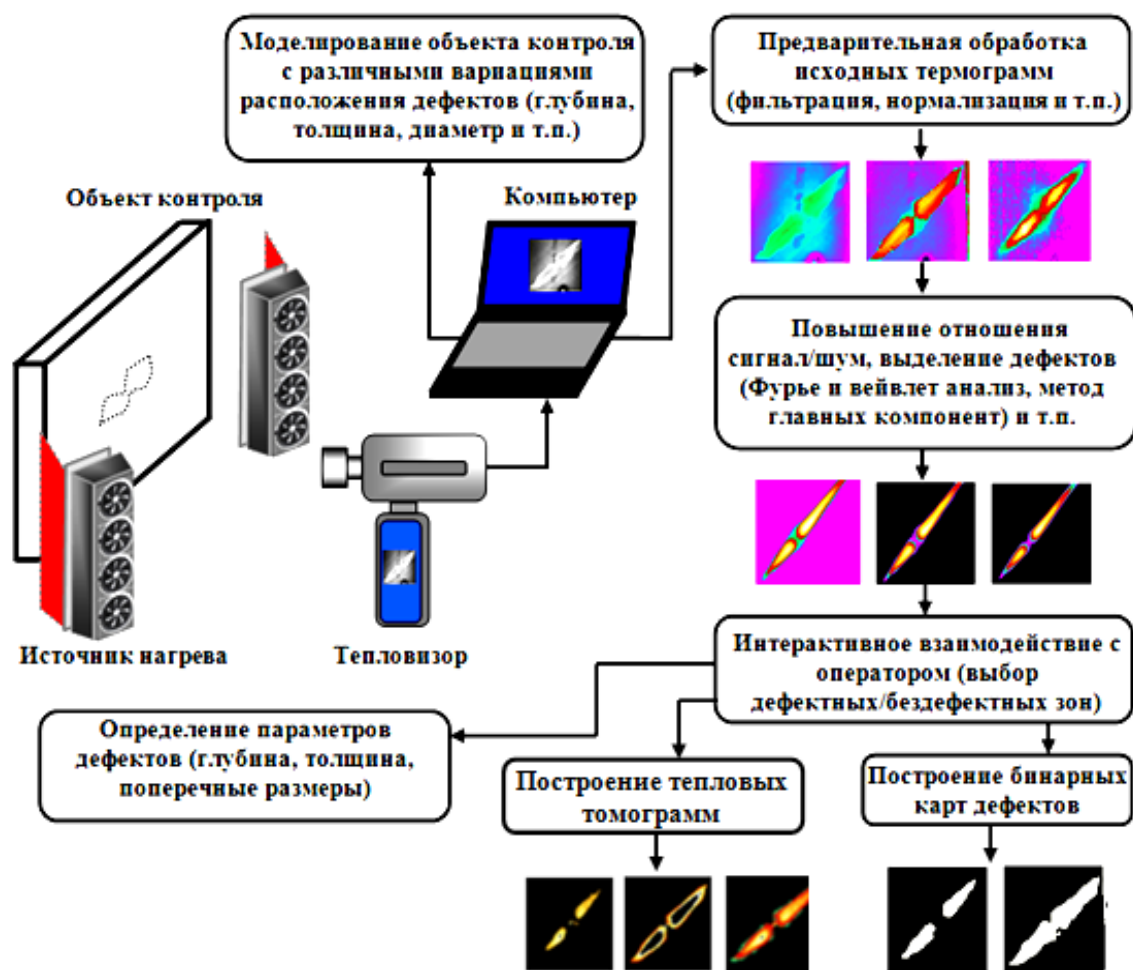 Моделирование объекта контроля
с различными вариациями
расположения дефектов (глубина,
толщина, диаметр и т.п.)
Предварительная обработка
исходных термограмм
(фильтрация, нормализация и т.п.)
Объект контроля
Компьютер
Повышение отношения
сигнал/шум, выделение дефектов
(Фурье и вейвлет анализ, метод
главных компонент) и т.п.
Источник нагрева
Тепловизор
Интерактивное взаимодействие с
оператором (выбор
дефектных/бездефектных зон)
Определение параметров
дефектов (глубина, толщина,
поперечные размеры)
Построение тепловых
томограмм
Построение бинарных
карт дефектов